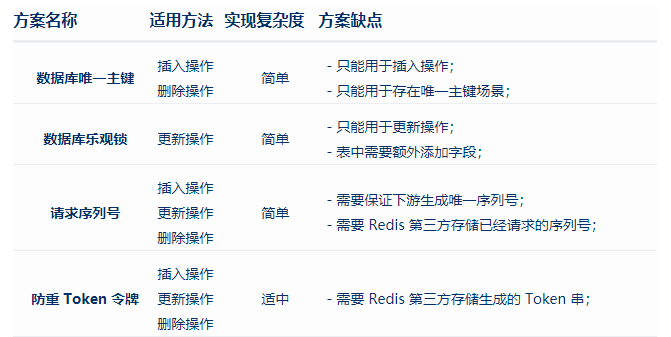 方案名称 适用方法 实现复杂度 方案缺点
数据库唯一主键 插入操作 删除操作 简单 - 只能用于插入操作；
- 只能用于存在唯一主键场景；
数据库乐观锁 更新操作 简单 - 只能用于更新操作；
- 表中需要额外添加字段；
请求序列号 插入操作 更新操作 删除操作 简单 - 需要保证下游生成唯一序列号；
- 需要 Redis 第三方存储已经请求的序列号；
防重 Token 令牌 插入操作 更新操作 删除操作 适中 - 需要 Redis 第三方存储生成的 Token 串；